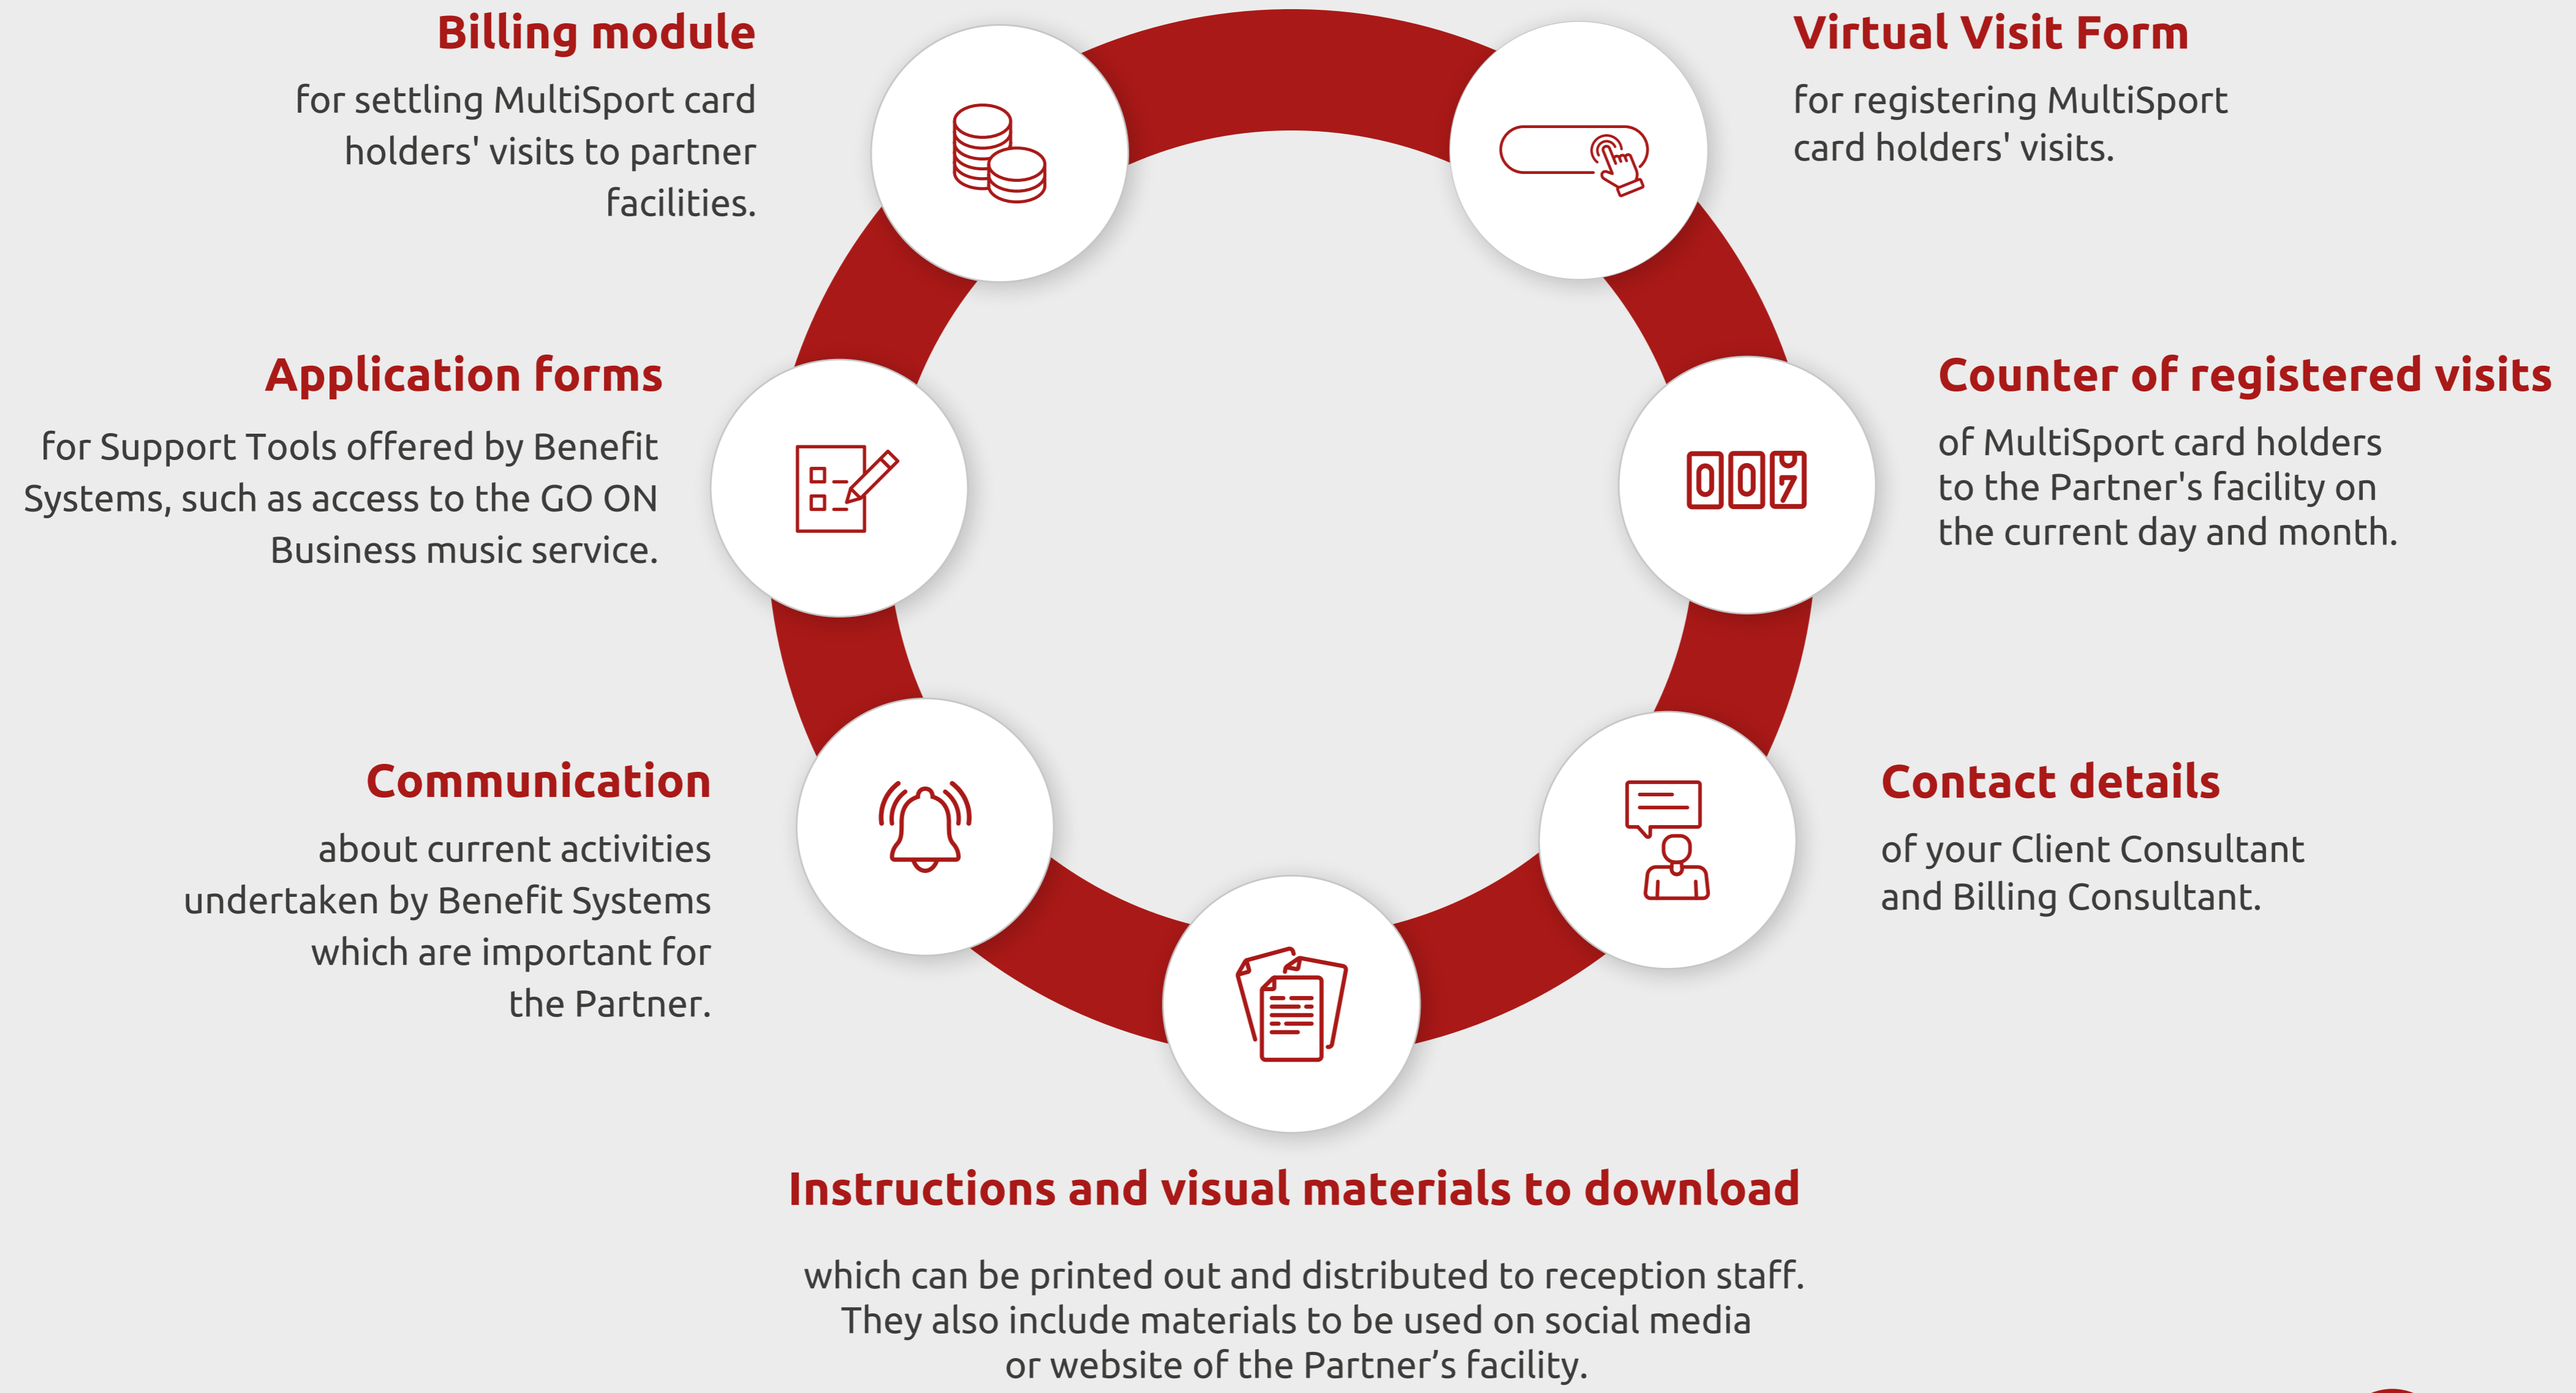 Billing module
for settling MultiSport card
holders' visits to partner
facilities.
Virtual Visit Form
for registering MultiSport
card holders' visits.
Application forms
for Support Tools offered by Benefit
Systems, such as access to the GO ON
Business music service.
007
Counter of registered visits
of MultiSport card holders
to the Partner's facility on
the current day and month.
Communication
about current activities
undertaken by Benefit Systems
which are important for
the Partner.
Contact details
of your Client Consultant
and Billing Consultant.
Instructions and visual materials to download
which can be printed out and distributed to reception staff.
They also include materials to be used on social media
or website of the Partner’s facility.